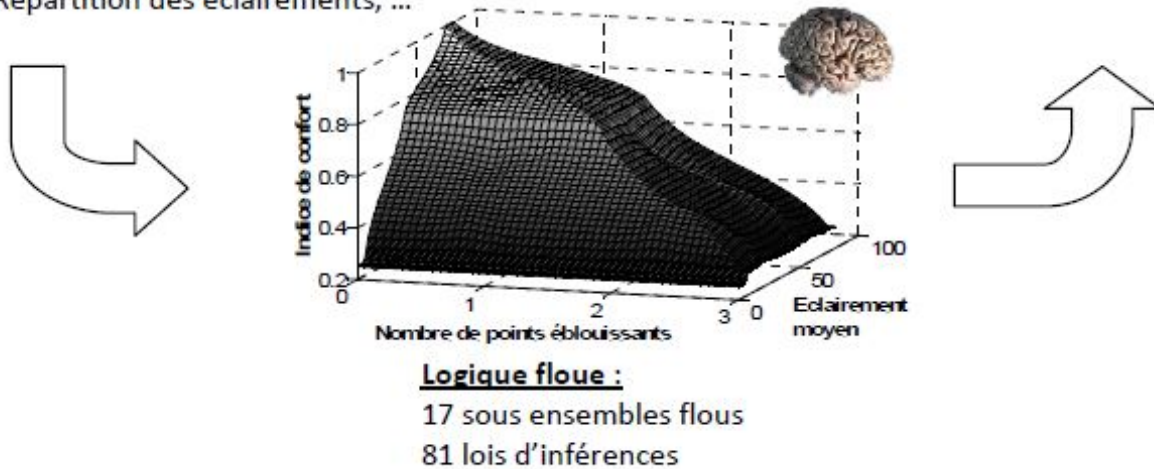 Répartition des éclairements, ...
1
0.8
0.6
0.4
0.2
Indice de confort
0
1
2
3
Nombre de points éblouissants
0
50
100
Eclairement
moyen
Logique floue :
17 sous ensembles flous
81 lois d'inférences